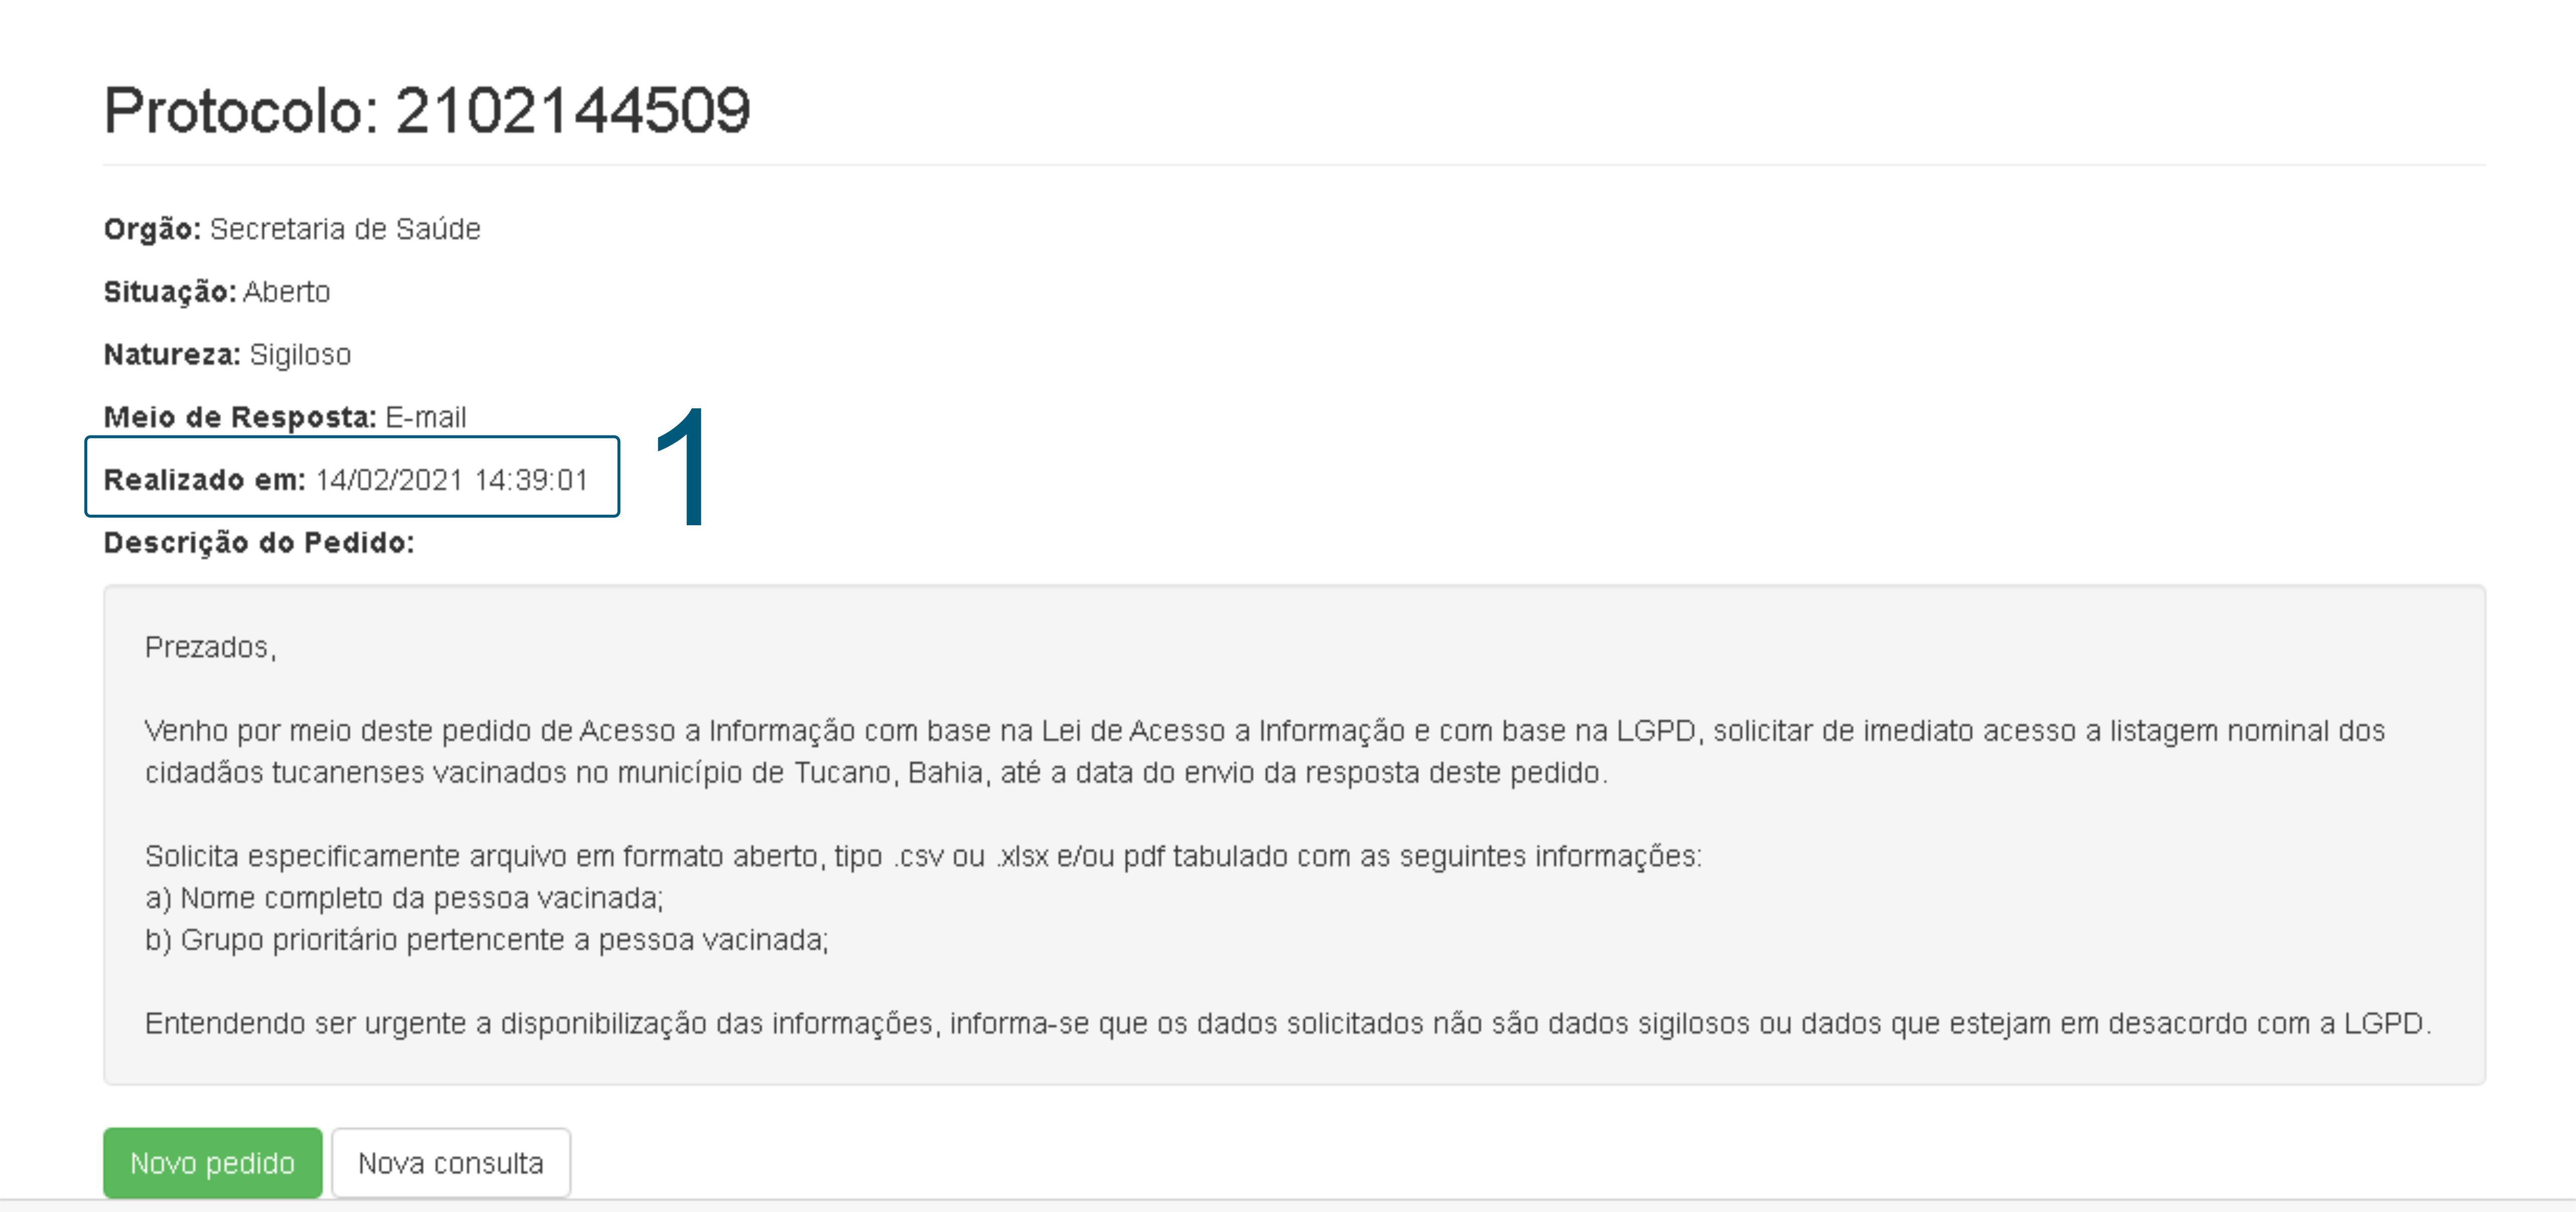 Protocolo: 2102144509
Orgão: Secretaria de Saúde
Situação: Aberto
Natureza: Sigiloso
Meio de Resposta: E-mail
Realizado em: 14/02/2021 14:39:01
1
Descrição do Pedido:
Prezados,
Venho por meio deste pedido de Acesso a Informação com base na Lei de Acesso a Informação e com base na LGPD, solicitar de imediato acesso a listagem nominal dos
cidadãos tucanenses vacinados no município de Tucano, Bahia, até a data do envio da resposta deste pedido.
Solicita especificamente arquivo em formato aberto, tipo .csv ou .xlsx e/ou pdf tabulado com as seguintes informações:
a) Nome completo da pessoa vacinada;
b) Grupo prioritário pertencente a pessoa vacinada;
Entendendo ser urgente a disponibilização das informações, informa-se que os dados solicitados não são dados sigilosos ou dados que estejam em desacordo com a LGPD.
Novo pedido
Nova consulta